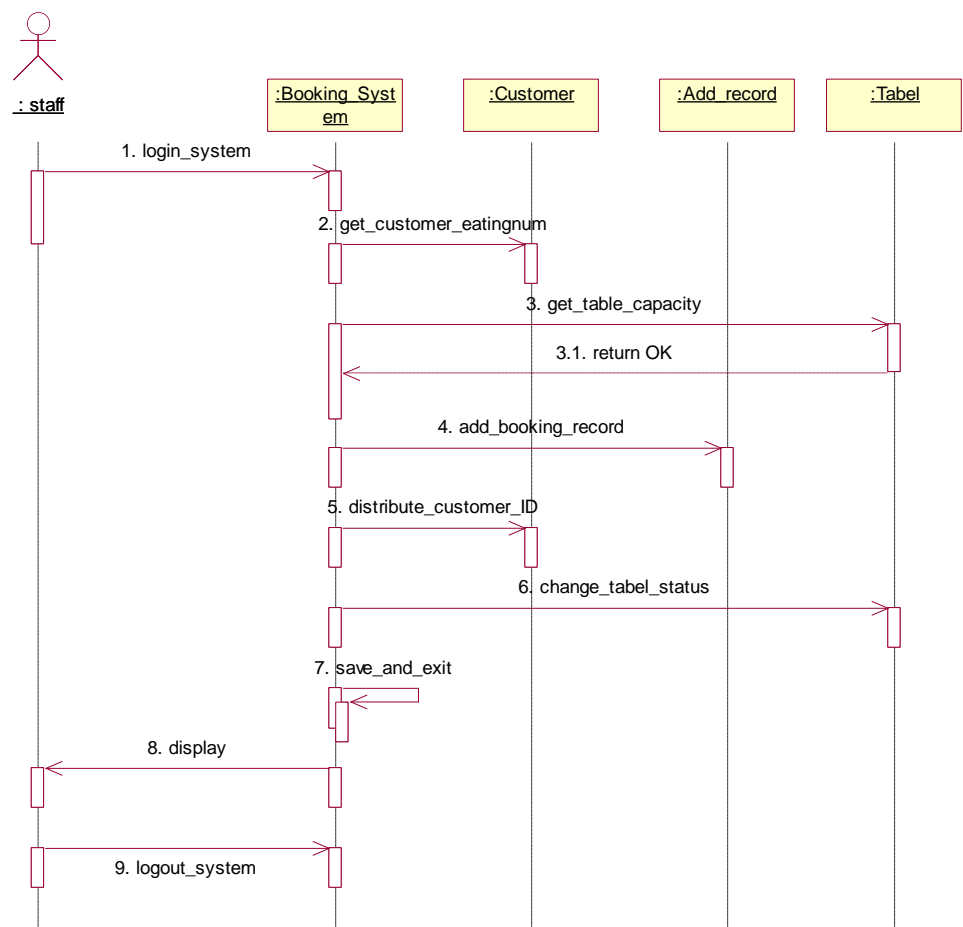 : staff
:Booking_Syst
em
:Customer
:Add_record
:Tabel
1. login_system
2. get_customer_eatingnum
3. get_table_capacity
3.1. return OK
4. add_booking_record
5. distribute_customer_ID
6. change_tabel_status
7. save_and_exit
8. display
9. logout_system